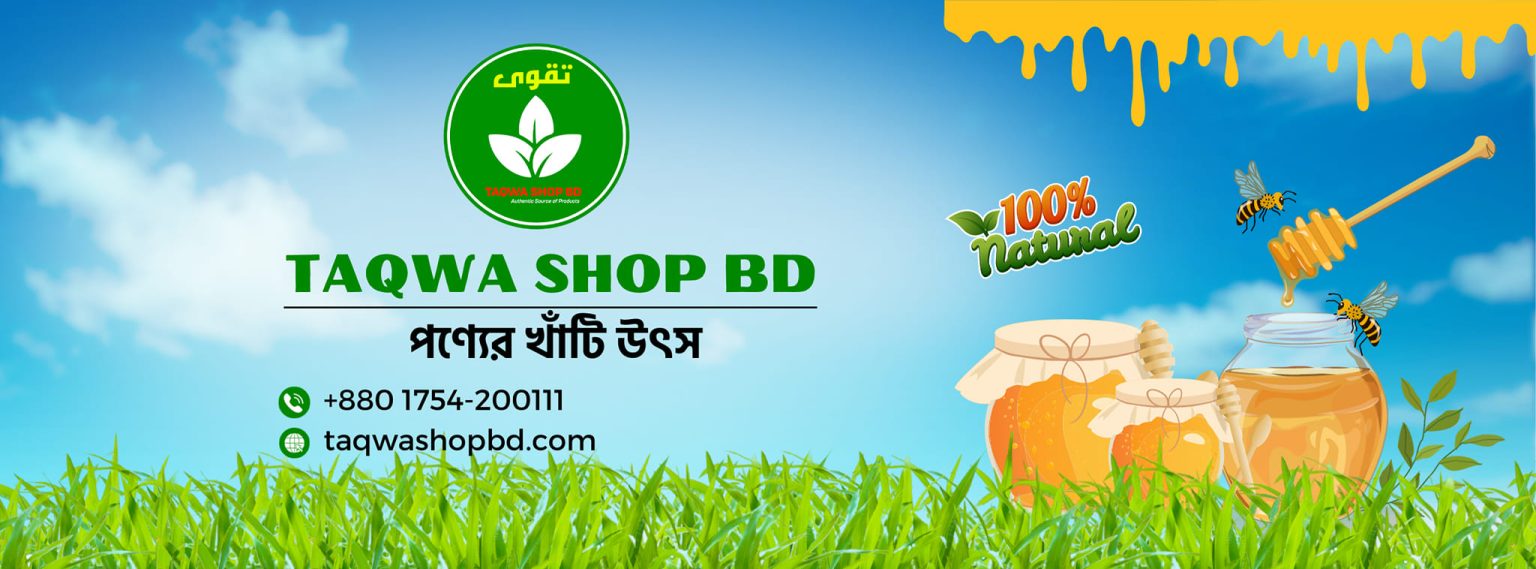 تقوى
TAQWA SHOP BD
Authentic Source of Products
TAQWA SHOP BD
পণ্যের খাঁটি উৎস
+880 1754-200111
taqwashopbd.com
100%
Natural